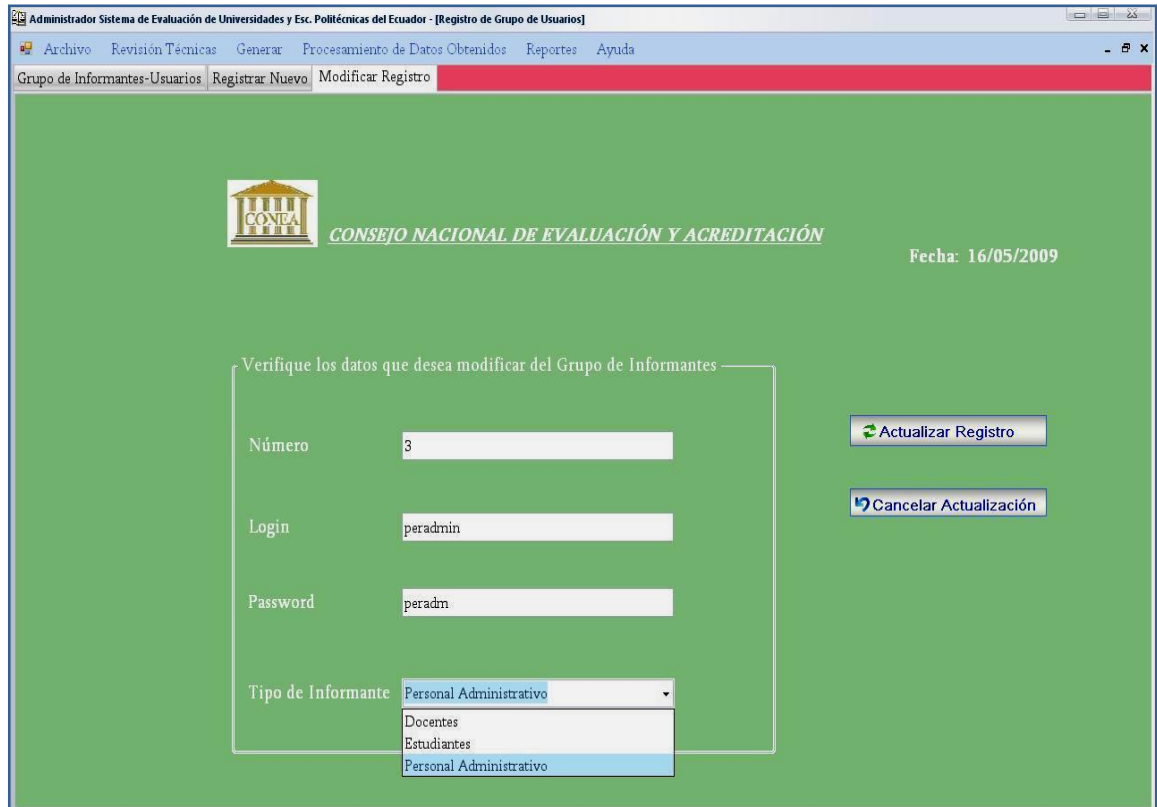 Administrador Sistema de Evaluación de Universidades y Esc. Politécnicas del Ecuador - [Registro de Grupo de Usuarios]
Archivo Revisión Técnicas Generar Procesamiento de Datos Obtenidos Reportes Ayuda
Grupo de Informantes-Usuarios Registrar Nuevo Modificar Registro
CONEA
CONSEJO NACIONAL DE EVALUACIÓN Y ACREDITACIÓN
Fecha: 16/05/2009
Verifique los datos que desea modificar del Grupo de Informantes
Número 3
Actualizar Registro
Cancelar Actualización
Login peradmin
Password peradm
Tipo de Informante Personal Administrativo
Docentes
Estudiantes
Personal Administrativo